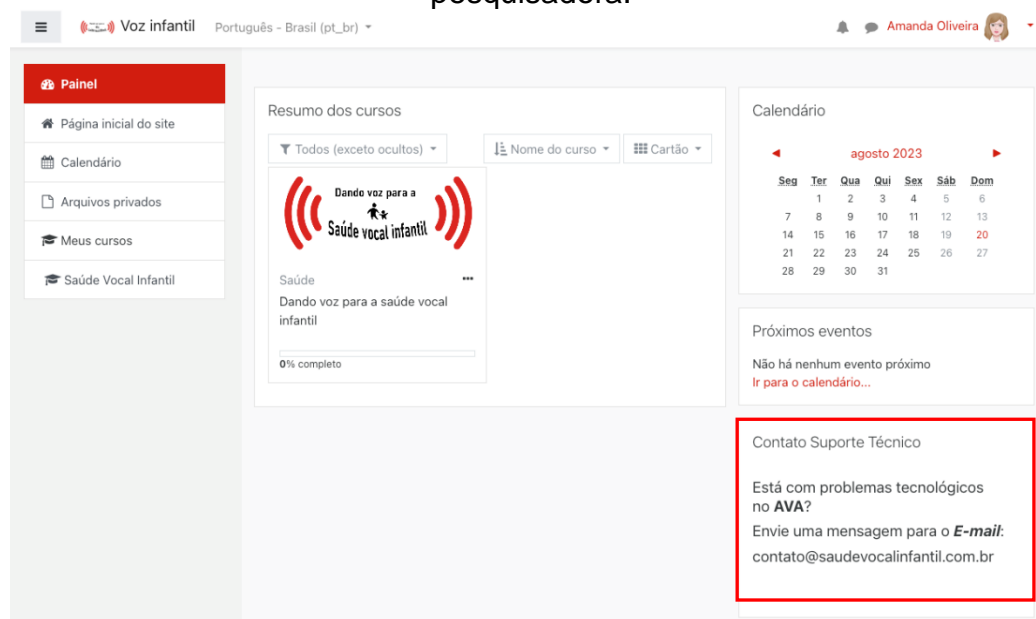 pesquisadora.
Voz infantil Português - Brasil (pt_br)
Amanda Oliveira
Painel
Página inicial do site
Calendário
Arquivos privados
Meus cursos
Saúde Vocal Infantil
Resumo dos cursos
Todos (exceto ocultos) Nome do curso Cartão
Dando voz para a
Saúde vocal infantil
Saúde
Dando voz para a saúde vocal
infantil
0% completo
Calendário
agosto 2023
Seg Ter Qua Qui Sex Sáb Dom
1 2 3 4 5 6
7 8 9 10 11 12 13
14 15 16 17 18 19 20
21 22 23 24 25 26 27
28 29 30 31
Próximos eventos
Não há nenhum evento próximo
Ir para o calendário...
Contato Suporte Técnico
Está com problemas tecnológicos
no AVA?
Envie uma mensagem para o E-mail:
contato@saudevocalinfantil.com.br